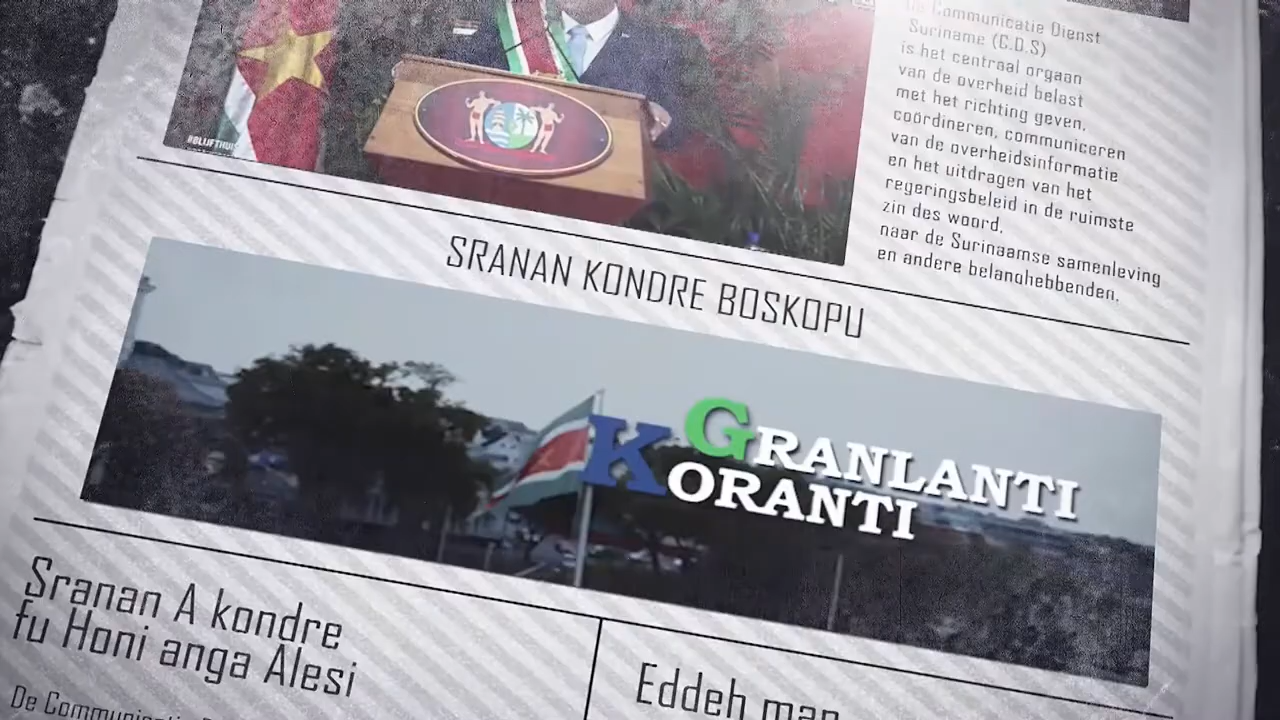 De Communicatie Dienst
Suriname (C.D.S)
is het centraal orgaan
van de overheid belast
met het richting geven,
coördineren, communiceren
van de overheidsinformatie
en het uitdragen van het
regeringsbeleid in de ruimste
zin des woord,
naar de Surinaamse samenleving
en andere belanghebbenden.
SRANAN KONDRE BOSKOPU
GRANLANTI
KORANTI
Sranan A kondre
fu Honi anga Alesi
De
Eddeh man